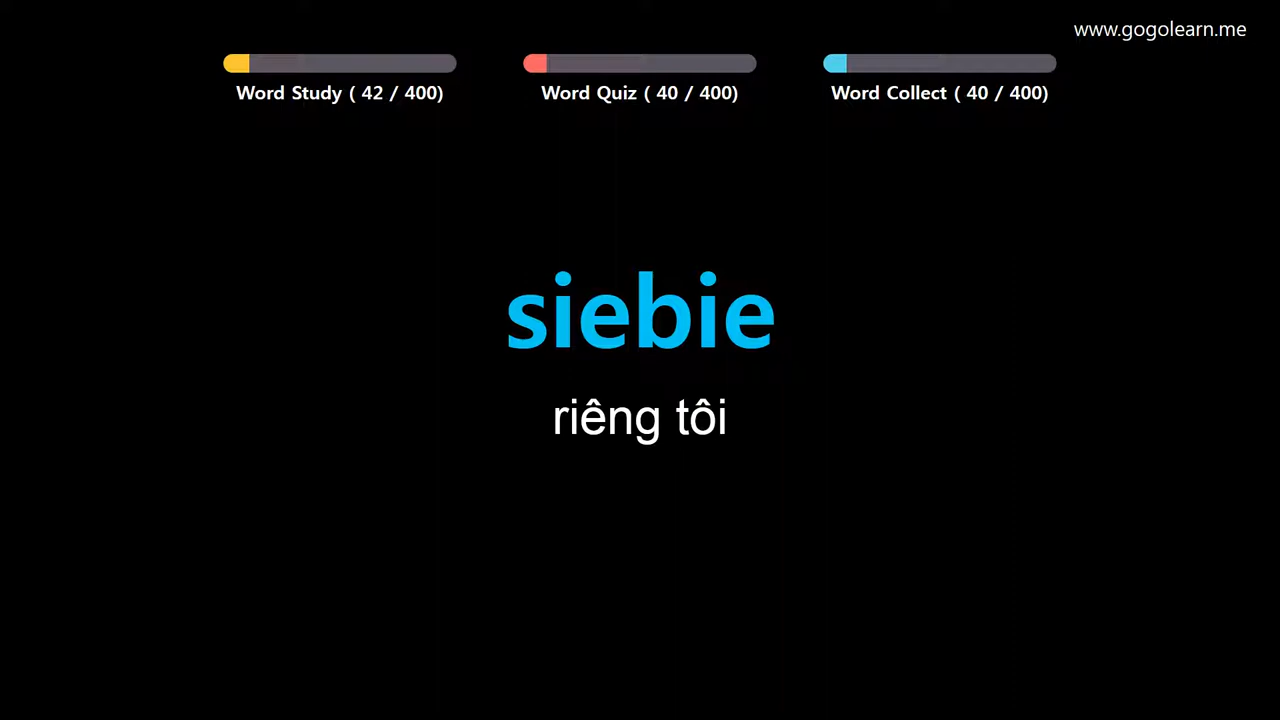 www.gogolearn.me
Word Study ( 42 / 400)
Word Quiz ( 40 / 400)
Word Collect ( 40 / 400)
siebie
riêng tôi